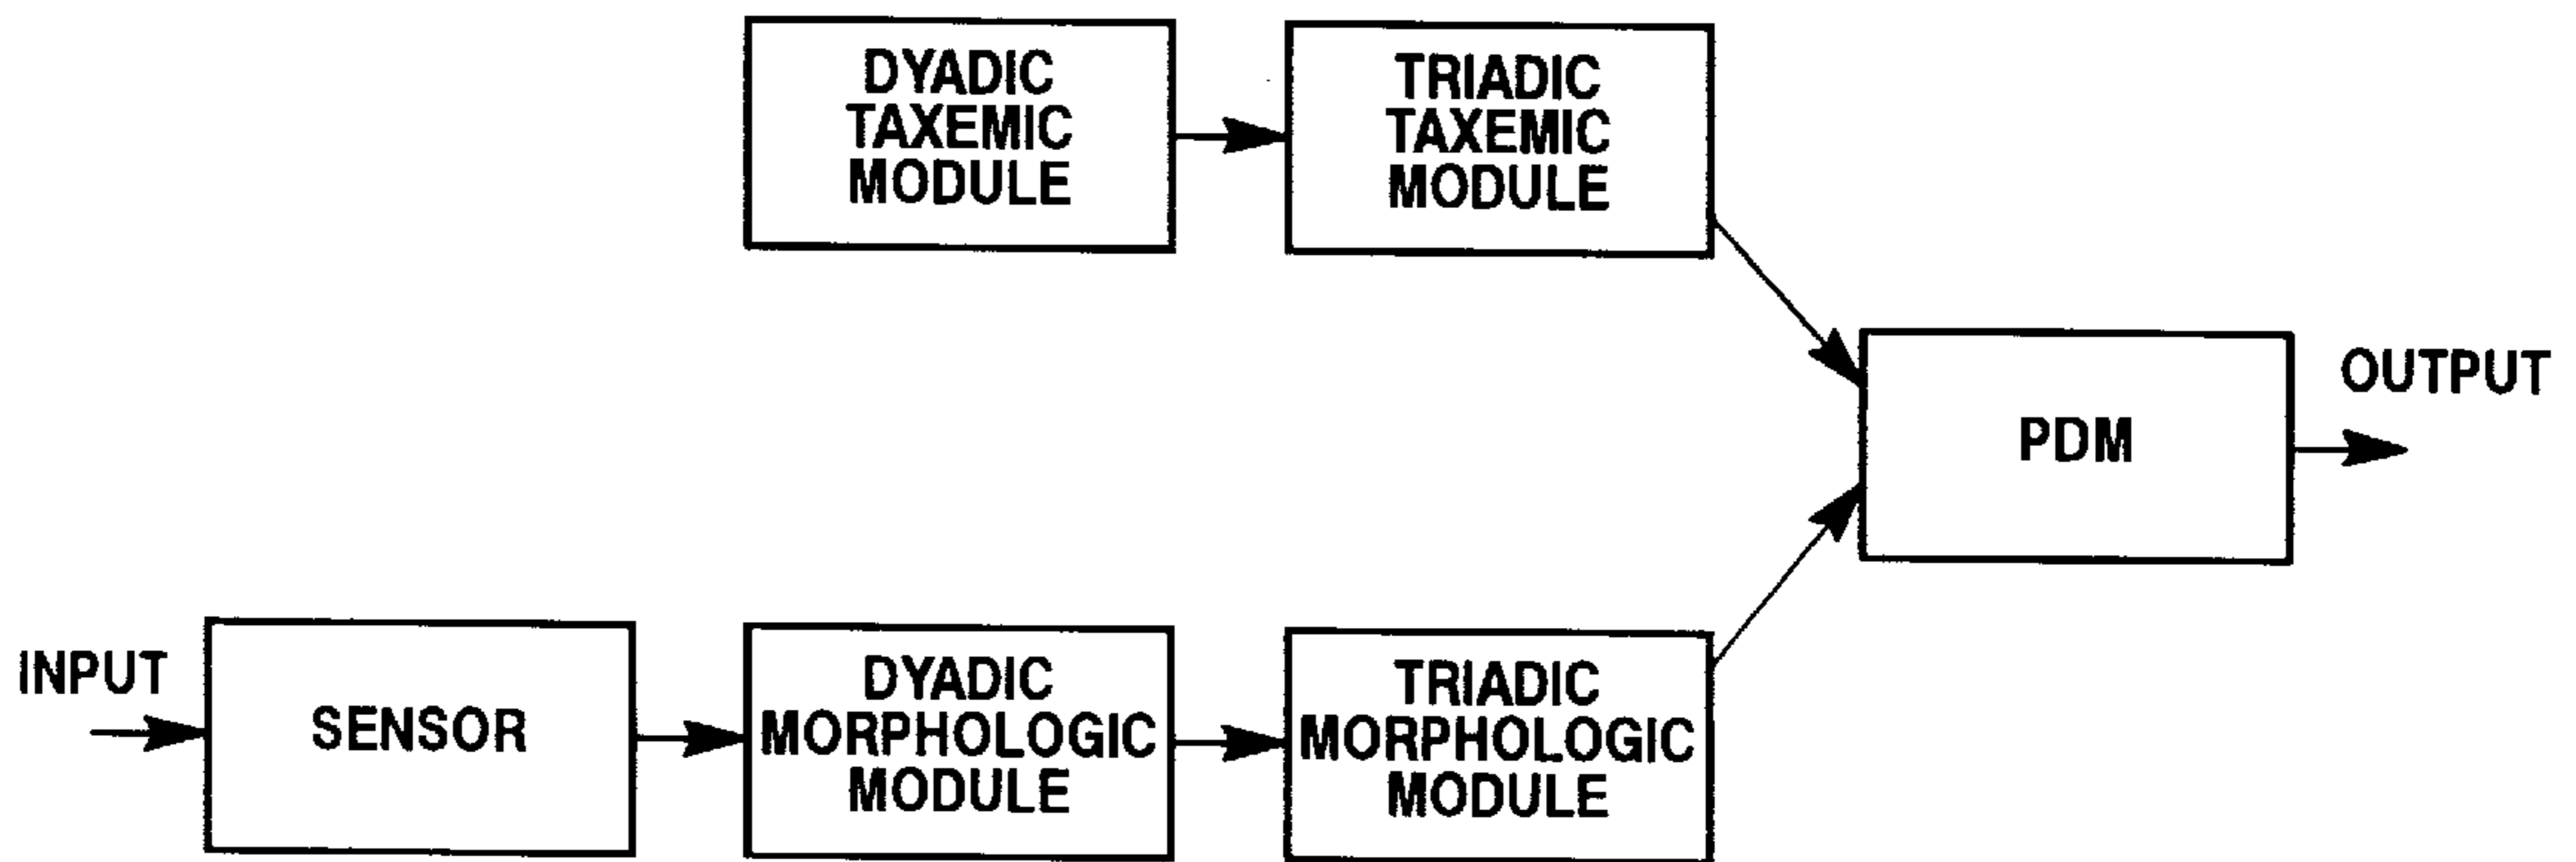 DYADIC
TAXEMIC
MODULE
TRIADIC
TAXEMIC
MODULE
PDM
OUTPUT
INPUT
SENSOR
DYADIC
MORPHOLOGIC
MODULE
TRIADIC
MORPHOLOGIC
MODULE